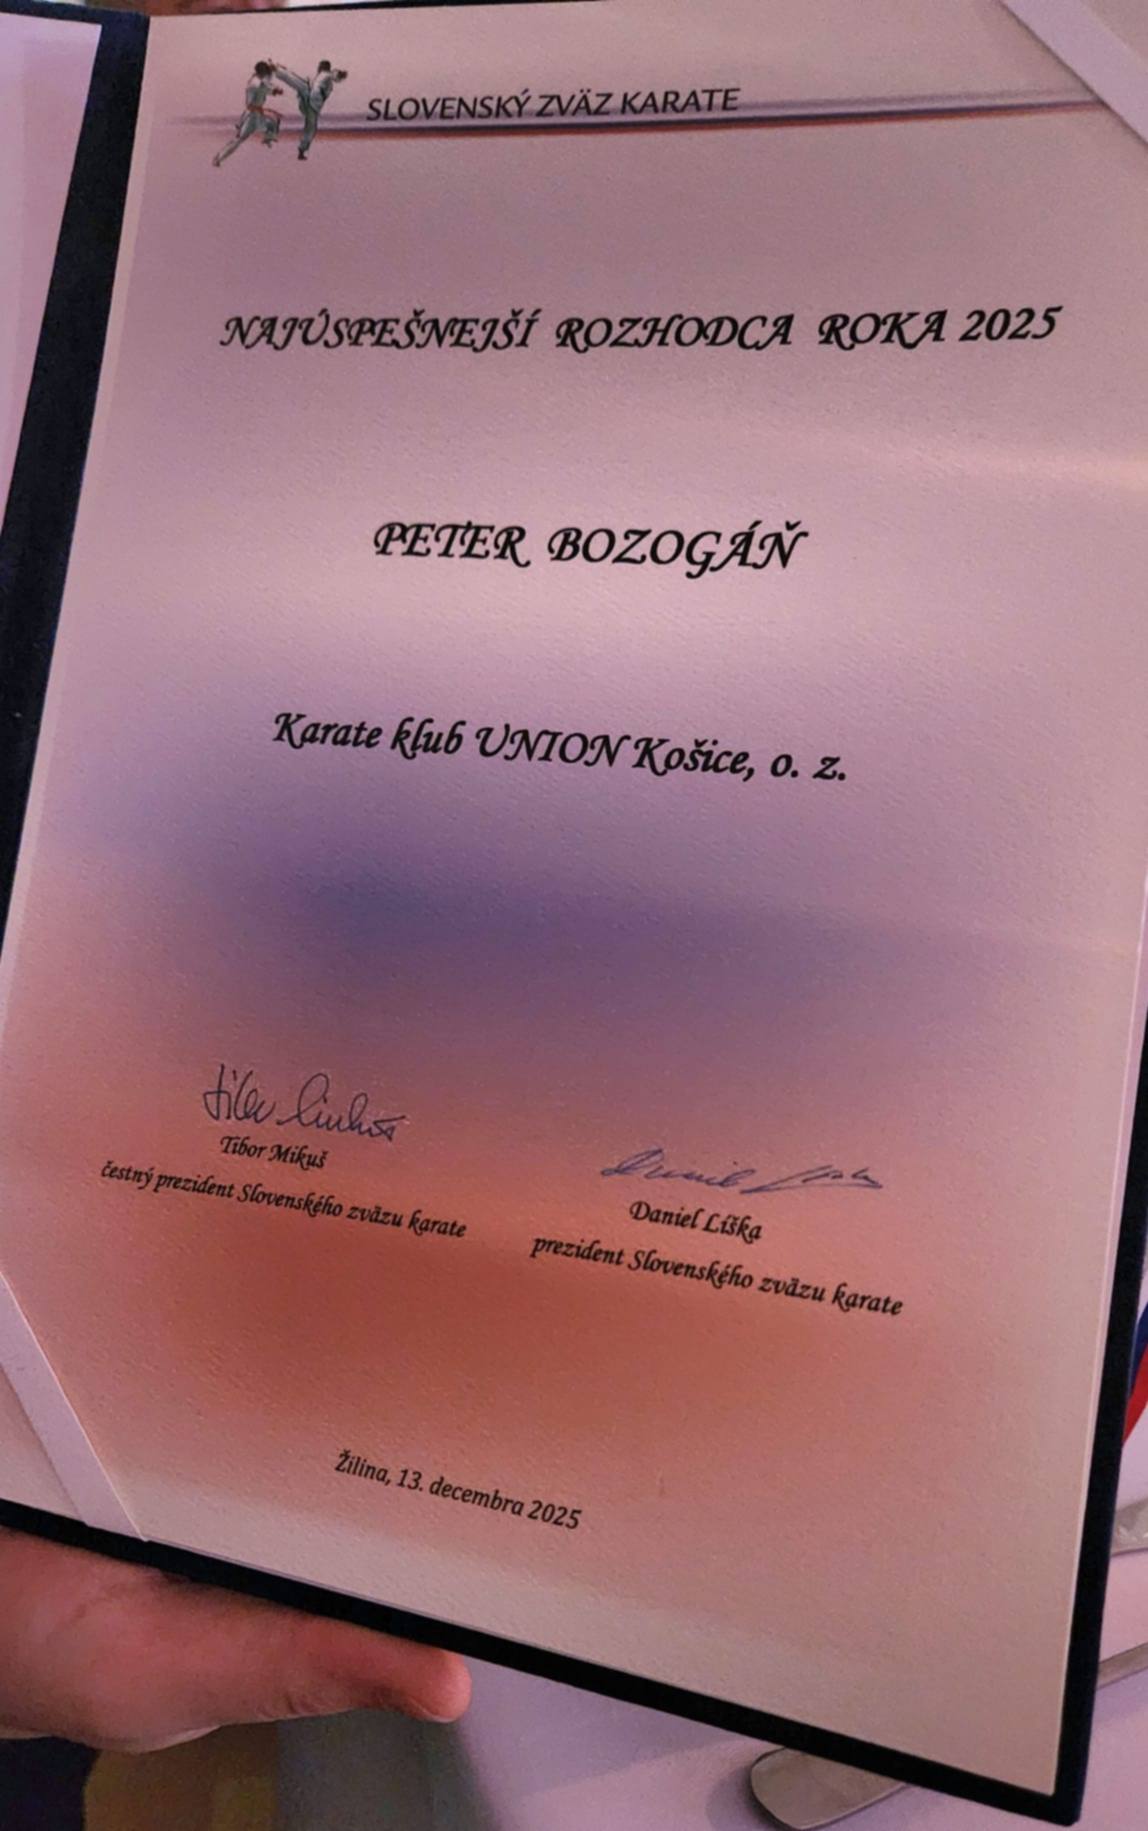 SLOVENSKÝ ZVÄZ KARATE
NAJÚSPEŠNEJŠÍ ROZHODCA ROKA 2025
PETER BOZOGÁŇ
Karate klub UNION Košice, o. z.
Tibor Mikuš
čestný prezident Slovenského zväzu karate
Daniel Líška
prezident Slovenského zväzu karate
Žilina, 13. decembra 2025